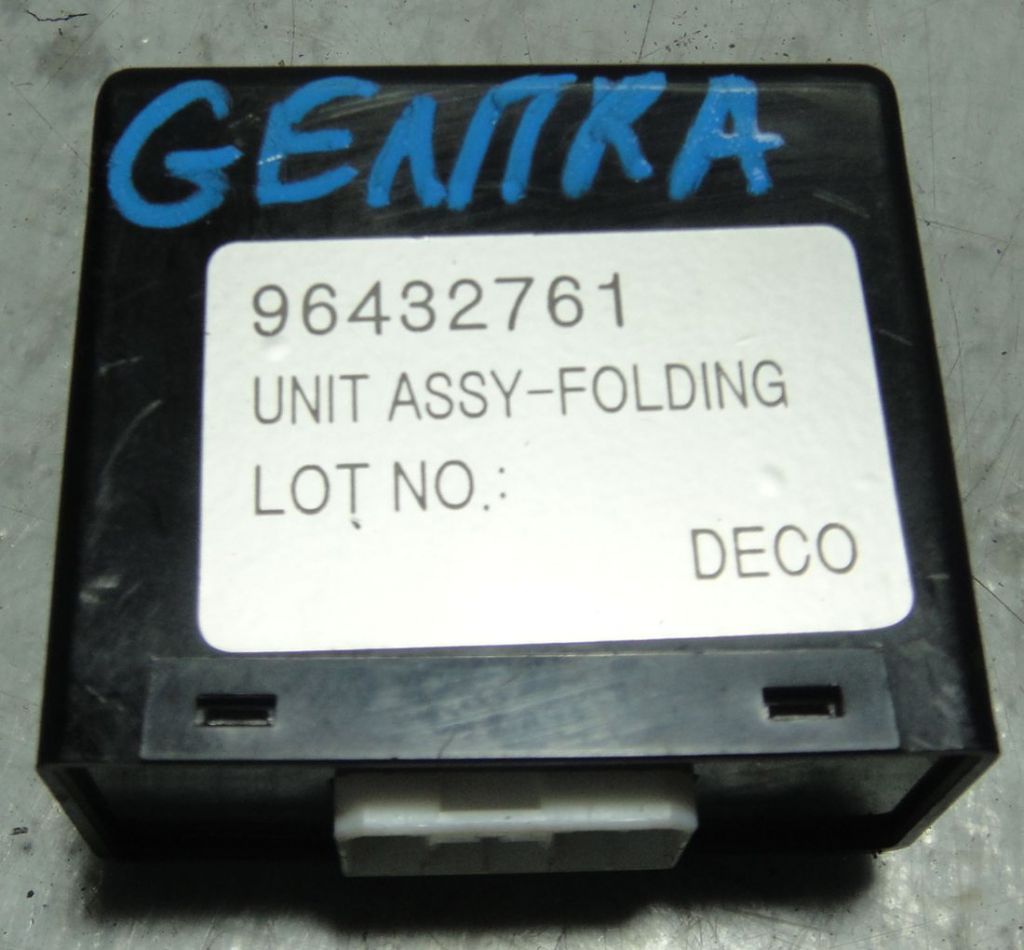 GENTRA
96432761
UNIT ASSY-FOLDING
LOT NO.:
DECO